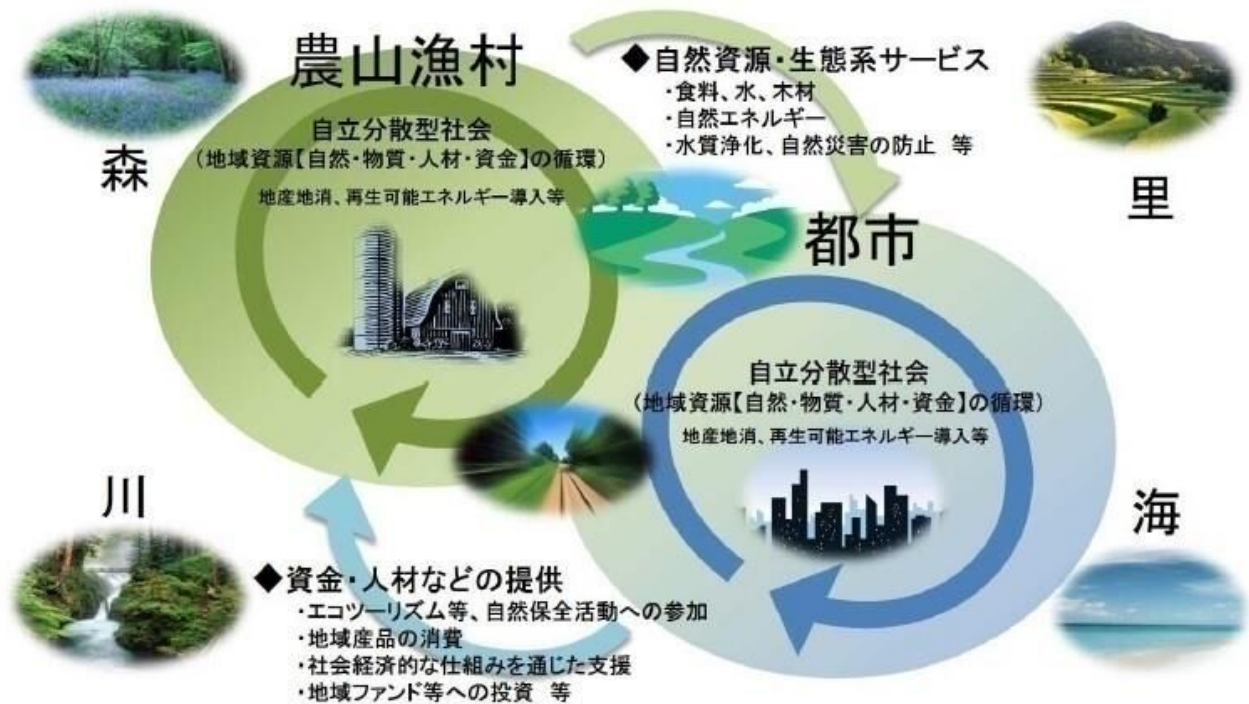 農山漁村
自立分散型社会
(地域資源【自然・物質・人材・資金】の循環)
地産地消、再生可能エネルギー導入等
◆自然資源・生態系サービス
・食料、水、木材
・自然エネルギー
・水質浄化、自然災害の防止 等
森
里
都市
自立分散型社会
(地域資源【自然・物質・人材・資金】の循環)
地産地消、再生可能エネルギー導入等
川
海
◆資金・人材などの提供
・エコツーリズム等、自然保全活動への参加
・地域産品の消費
・社会経済的な仕組みを通じた支援
・地域ファンド等への投資 等